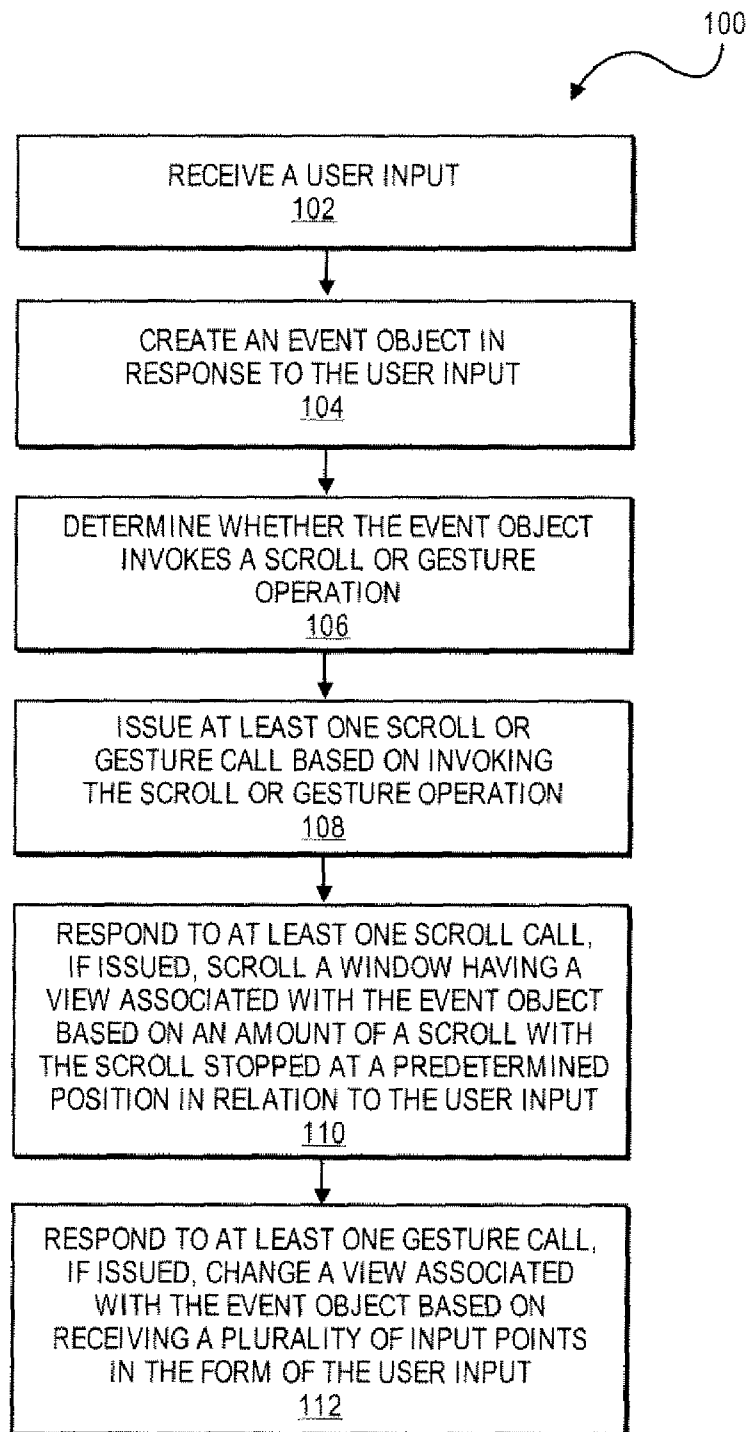 100
RECEIVE A USER INPUT
102
CREATE AN EVENT OBJECT IN
RESPONSE TO THE USER INPUT
104
DETERMINE WHETHER THE EVENT OBJECT
INVOKES A SCROLL OR GESTURE
OPERATION
106
ISSUE AT LEAST ONE SCROLL OR
GESTURE CALL BASED ON INVOKING
THE SCROLL OR GESTURE OPERATION
108
RESPOND TO AT LEAST ONE SCROLL CALL,
IF ISSUED, SCROLL A WINDOW HAVING A
VIEW ASSOCIATED WITH THE EVENT OBJECT
BASED ON AN AMOUNT OF A SCROLL WITH
THE SCROLL STOPPED AT A PREDETERMINED
POSITION IN RELATION TO THE USER INPUT
110
RESPOND TO AT LEAST ONE GESTURE CALL,
IF ISSUED, CHANGE A VIEW ASSOCIATED
WITH THE EVENT OBJECT BASED ON
RECEIVING A PLURALITY OF INPUT POINTS
IN THE FORM OF THE USER INPUT
112